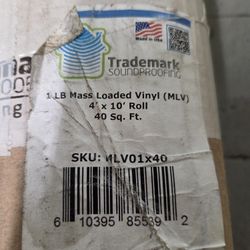 MADE IN USA
Trademark
SOUNDPROOFING
1 LB Mass Loaded Vinyl (MLV)
4' x 10' Roll
40 Sq. Ft.
SKU: MLV01x40
6 10395 85539 2